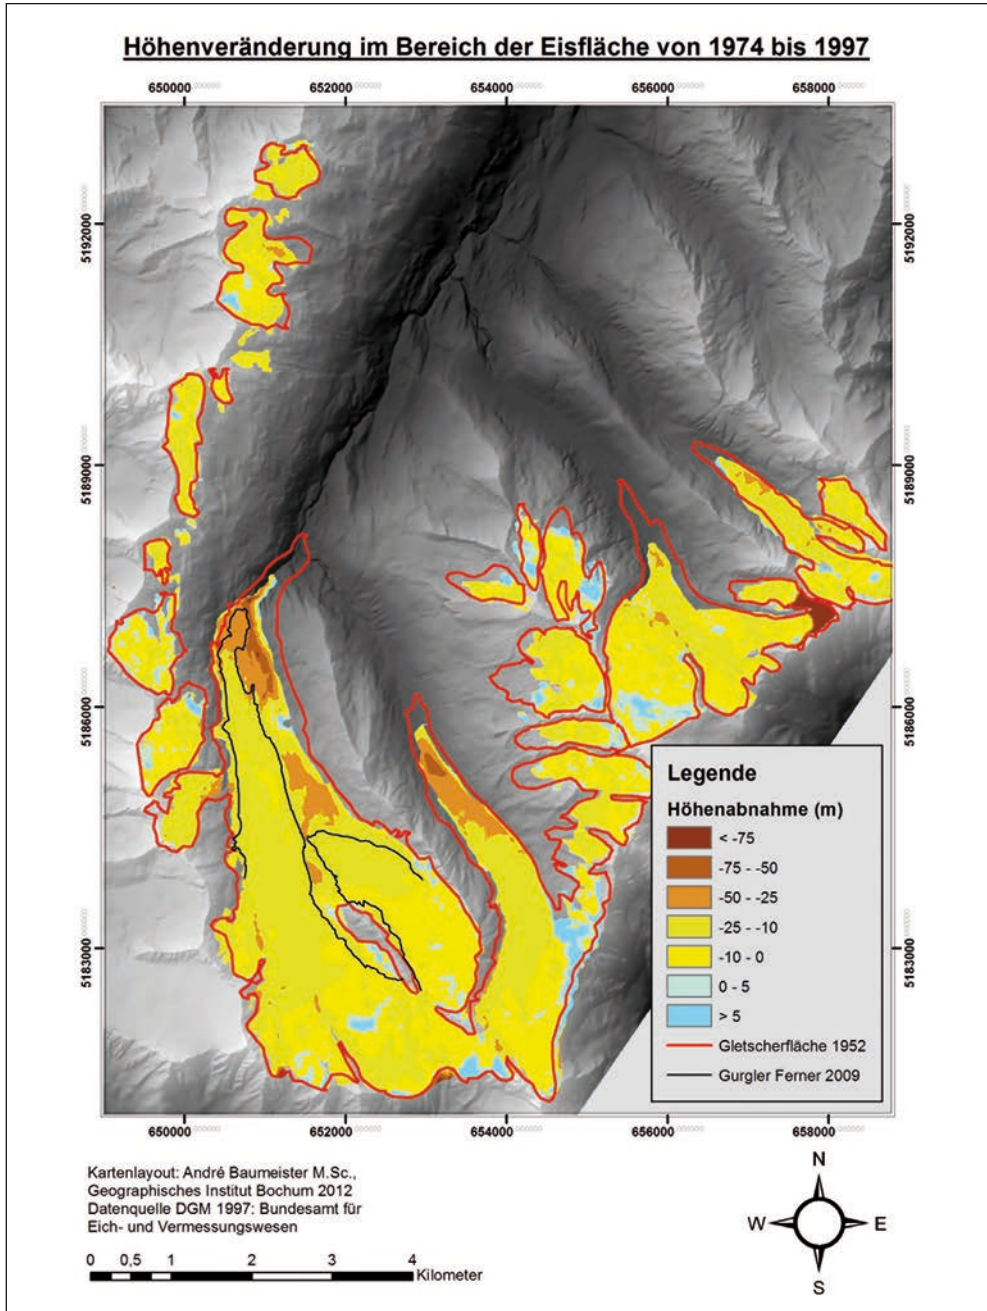 Höhenveränderung im Bereich der Eisfläche von 1974 bis 1997
650000 652000 654000 656000 658000
5192000 5192000
5189000 5189000
5186000 5186000
5183000 5183000
Legende
Höhenabnahme (m)
< -75
-75 - -50
-50 - -25
-25 - -10
-10 - 0
0 - 5
> 5
Gletscherfläche 1952
Gurgler Ferner 2009
650000 652000 654000 656000 658000
Kartenlayout: André Baumeister M.Sc.,
Geographisches Institut Bochum 2012
Datenquelle DGM 1997: Bundesamt für
Eich- und Vermessungswesen
0 0,5 1 2 3 4
Kilometer
N
W E
S